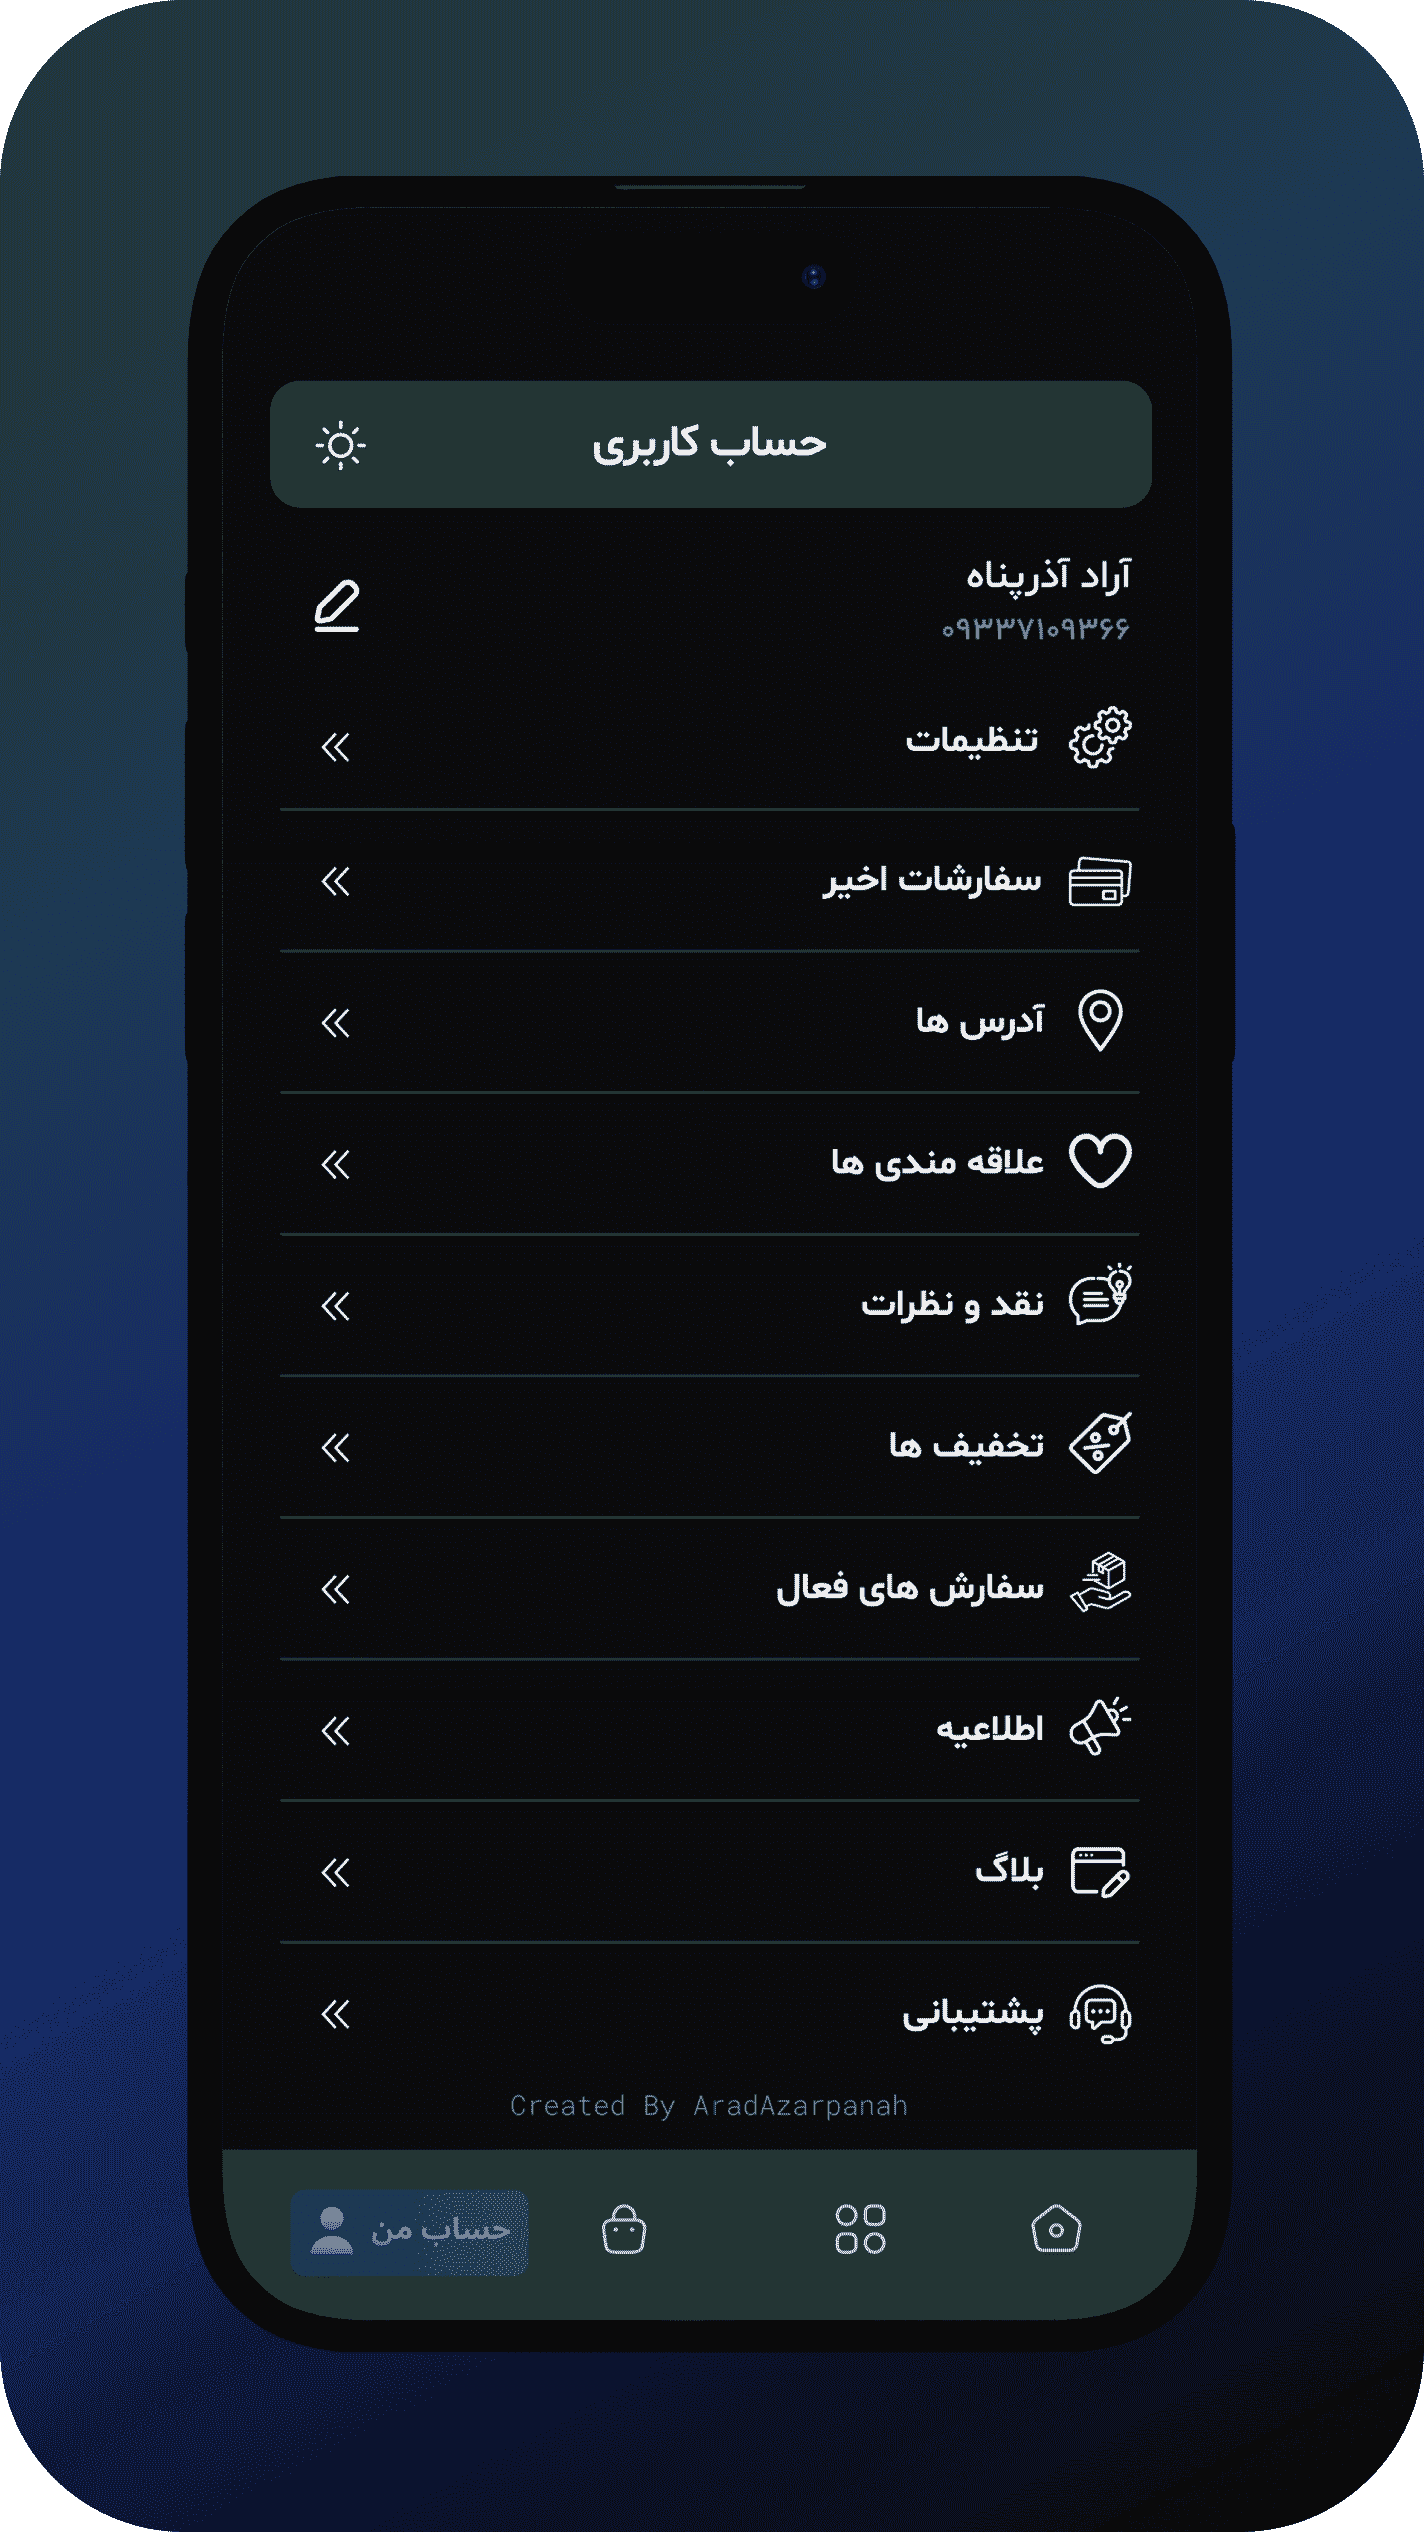 حساب کاربری
آراد آذرپناه
۰۹۳۳۷۱۰۹۳۶۶
تنظیمات
سفارشات اخیر
آدرس ها
علاقه مندی ها
نقد و نظرات
تخفیف ها
سفارش های فعال
اطلاعیه
بلاگ
پشتیبانی
Created By AradAzarpanah
حساب من